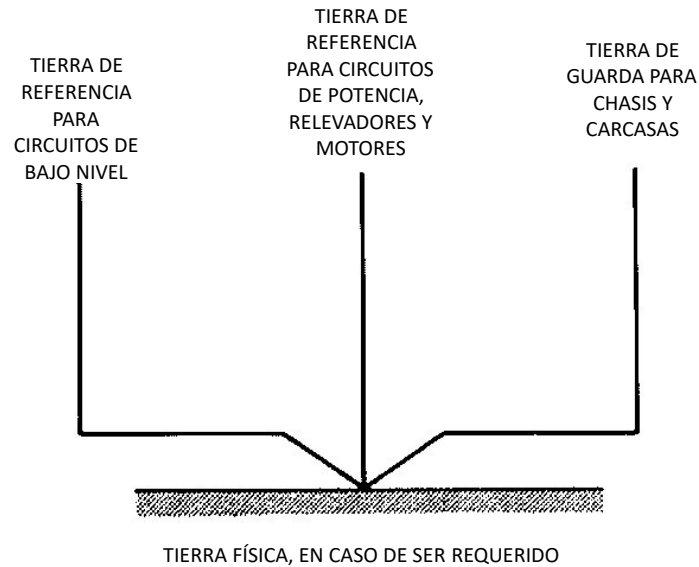 TIERRA DE
REFERENCIA
PARA
CIRCUITOS DE
BAJO NIVEL
TIERRA DE
REFERENCIA
PARA CIRCUITOS
DE POTENCIA,
RELEVADORES Y
MOTORES
TIERRA DE
GUARDA PARA
CHASIS Y
CARCASAS
TIERRA FÍSICA, EN CASO DE SER REQUERIDO